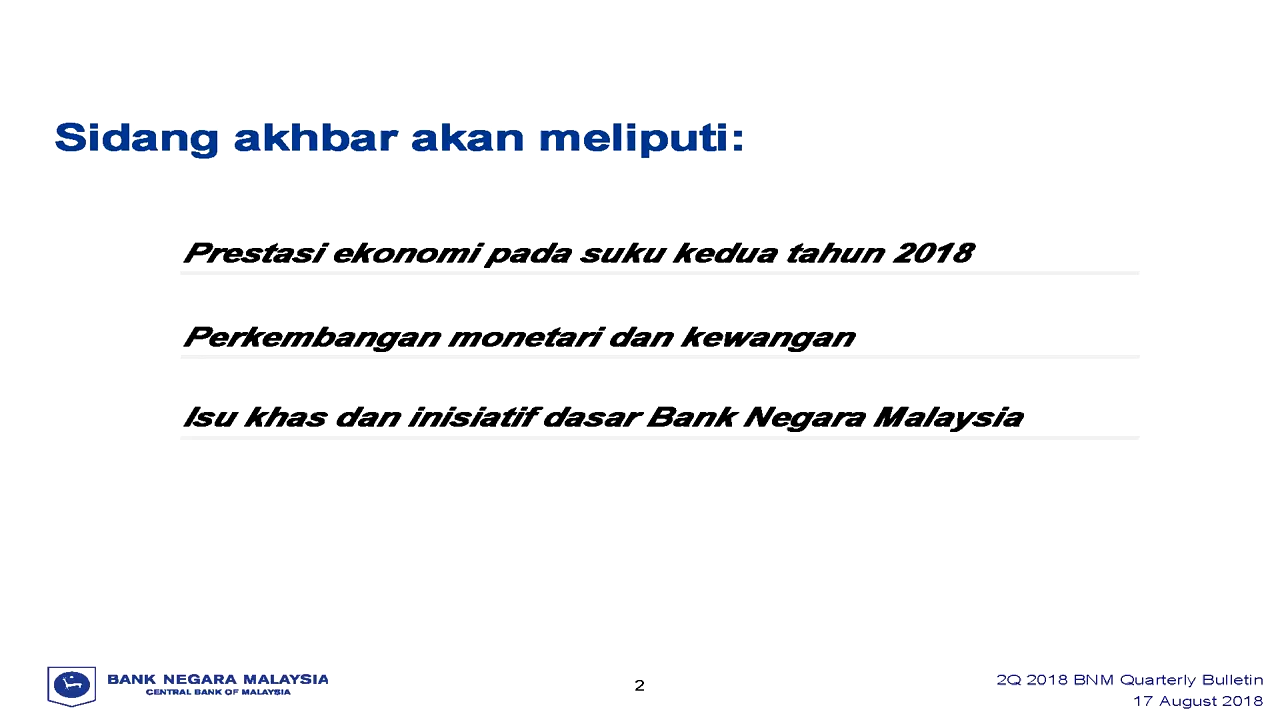 Sidang akhbar akan meliputi:
Prestasi ekonomi pada suku kedua tahun 2018
Perkembangan monetari dan kewangan
Isu khas dan inisiatif dasar Bank Negara Malaysia
BANK NEGARA MALAYSIA
CENTRAL BANK OF MALAYSIA
2
2Q 2018 BNM Quarterly Bulletin
17 August 2018